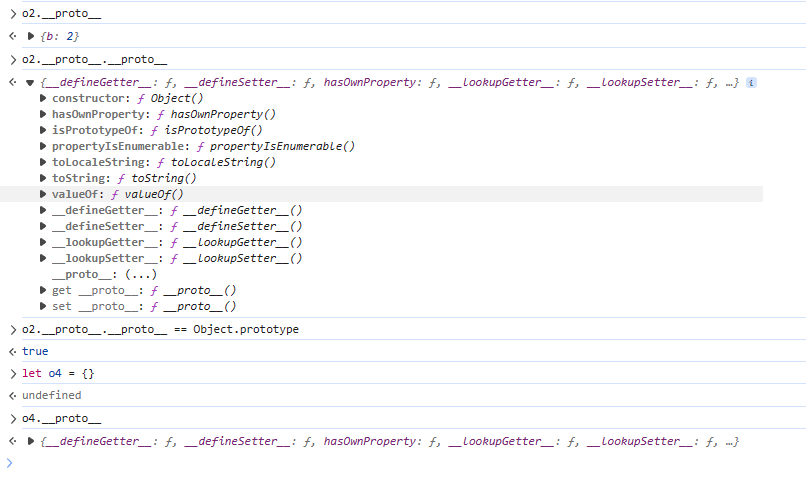 o2.__proto__
{b: 2}
o2.__proto__.__proto__
{__defineGetter__: ƒ, __defineSetter__: ƒ, hasOwnProperty: ƒ, __lookupGetter__: ƒ, __lookupSetter__: ƒ, …} i
constructor: ƒ Object()
hasOwnProperty: ƒ hasOwnProperty()
isPrototypeOf: ƒ isPrototypeOf()
propertyIsEnumerable: ƒ propertyIsEnumerable()
toLocaleString: ƒ toLocaleString()
toString: ƒ toString()
valueOf: ƒ valueOf()
__defineGetter__: ƒ __defineGetter__()
__defineSetter__: ƒ __defineSetter__()
__lookupGetter__: ƒ __lookupGetter__()
__lookupSetter__: ƒ __lookupSetter__()
__proto__: (...)
get __proto__: ƒ __proto__()
set __proto__: ƒ __proto__()
o2.__proto__.__proto__ == Object.prototype
true
let o4 = {}
undefined
o4.__proto__
{__defineGetter__: ƒ, __defineSetter__: ƒ, hasOwnProperty: ƒ, __lookupGetter__: ƒ, __lookupSetter__: ƒ, …}